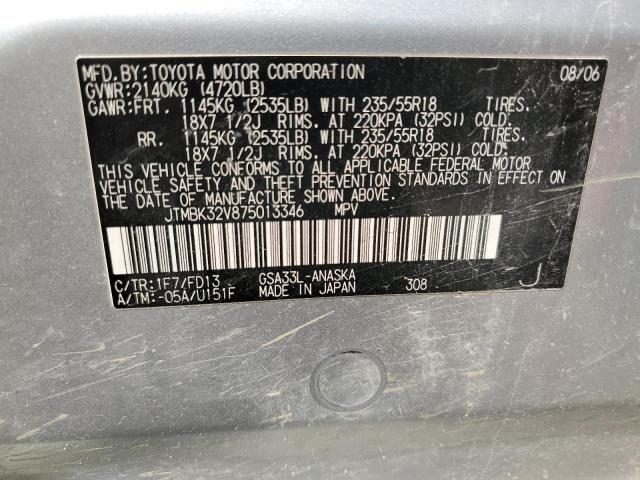 MFD.BY:TOYOTA MOTOR CORPORATION 08/06
GVWR:2140KG (4720LB)
GAWR:FRT. 1145KG (2535LB) WITH 235/55R18 TIRES.
18X7 1/2J RIMS. AT 220KPA (32PSI) COLD.
RR. 1145KG (2535LB) WITH 235/55R18 TIRES.
18X7 1/2J RIMS. AT 220KPA (32PSI) COLD.
THIS VEHICLE CONFORMS TO ALL APPLICABLE FEDERAL MOTOR
VEHICLE SAFETY AND THEFT PREVENTION STANDARDS IN EFFECT ON
THE DATE OF MANUFACTURE SHOWN ABOVE.
JTMBK32V875013346 MPV
C/TR:1F7/FD13 GSA33L-ANASKA
A/TM:-05A/U151F MADE IN JAPAN 308 J